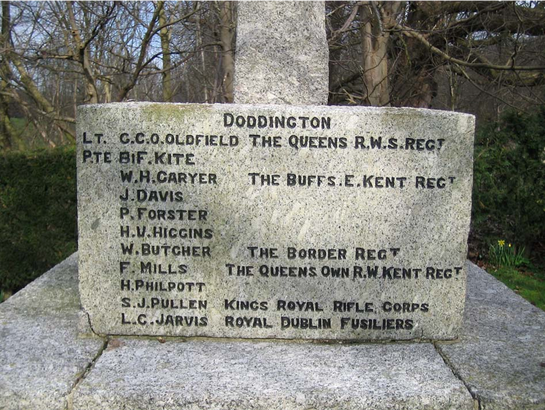 DODDINGTON
LT. C.C.O.OLDFIELD THE QUEENS R.W.S.REGT
PTE B.F.KITE
W.H.CARYER THE BUFFS.E.KENT REGT
J.DAVIS
P.FORSTER
H.U.HIGGINS
W.BUTCHER THE BORDER REGT
F.MILLS THE QUEENS OWN R.W.KENT REGT
H.PHILPOTT
S.J.PULLEN KINGS ROYAL RIFLE, CORPS
L.C.JARVIS ROYAL DUBLIN FUSILIERS